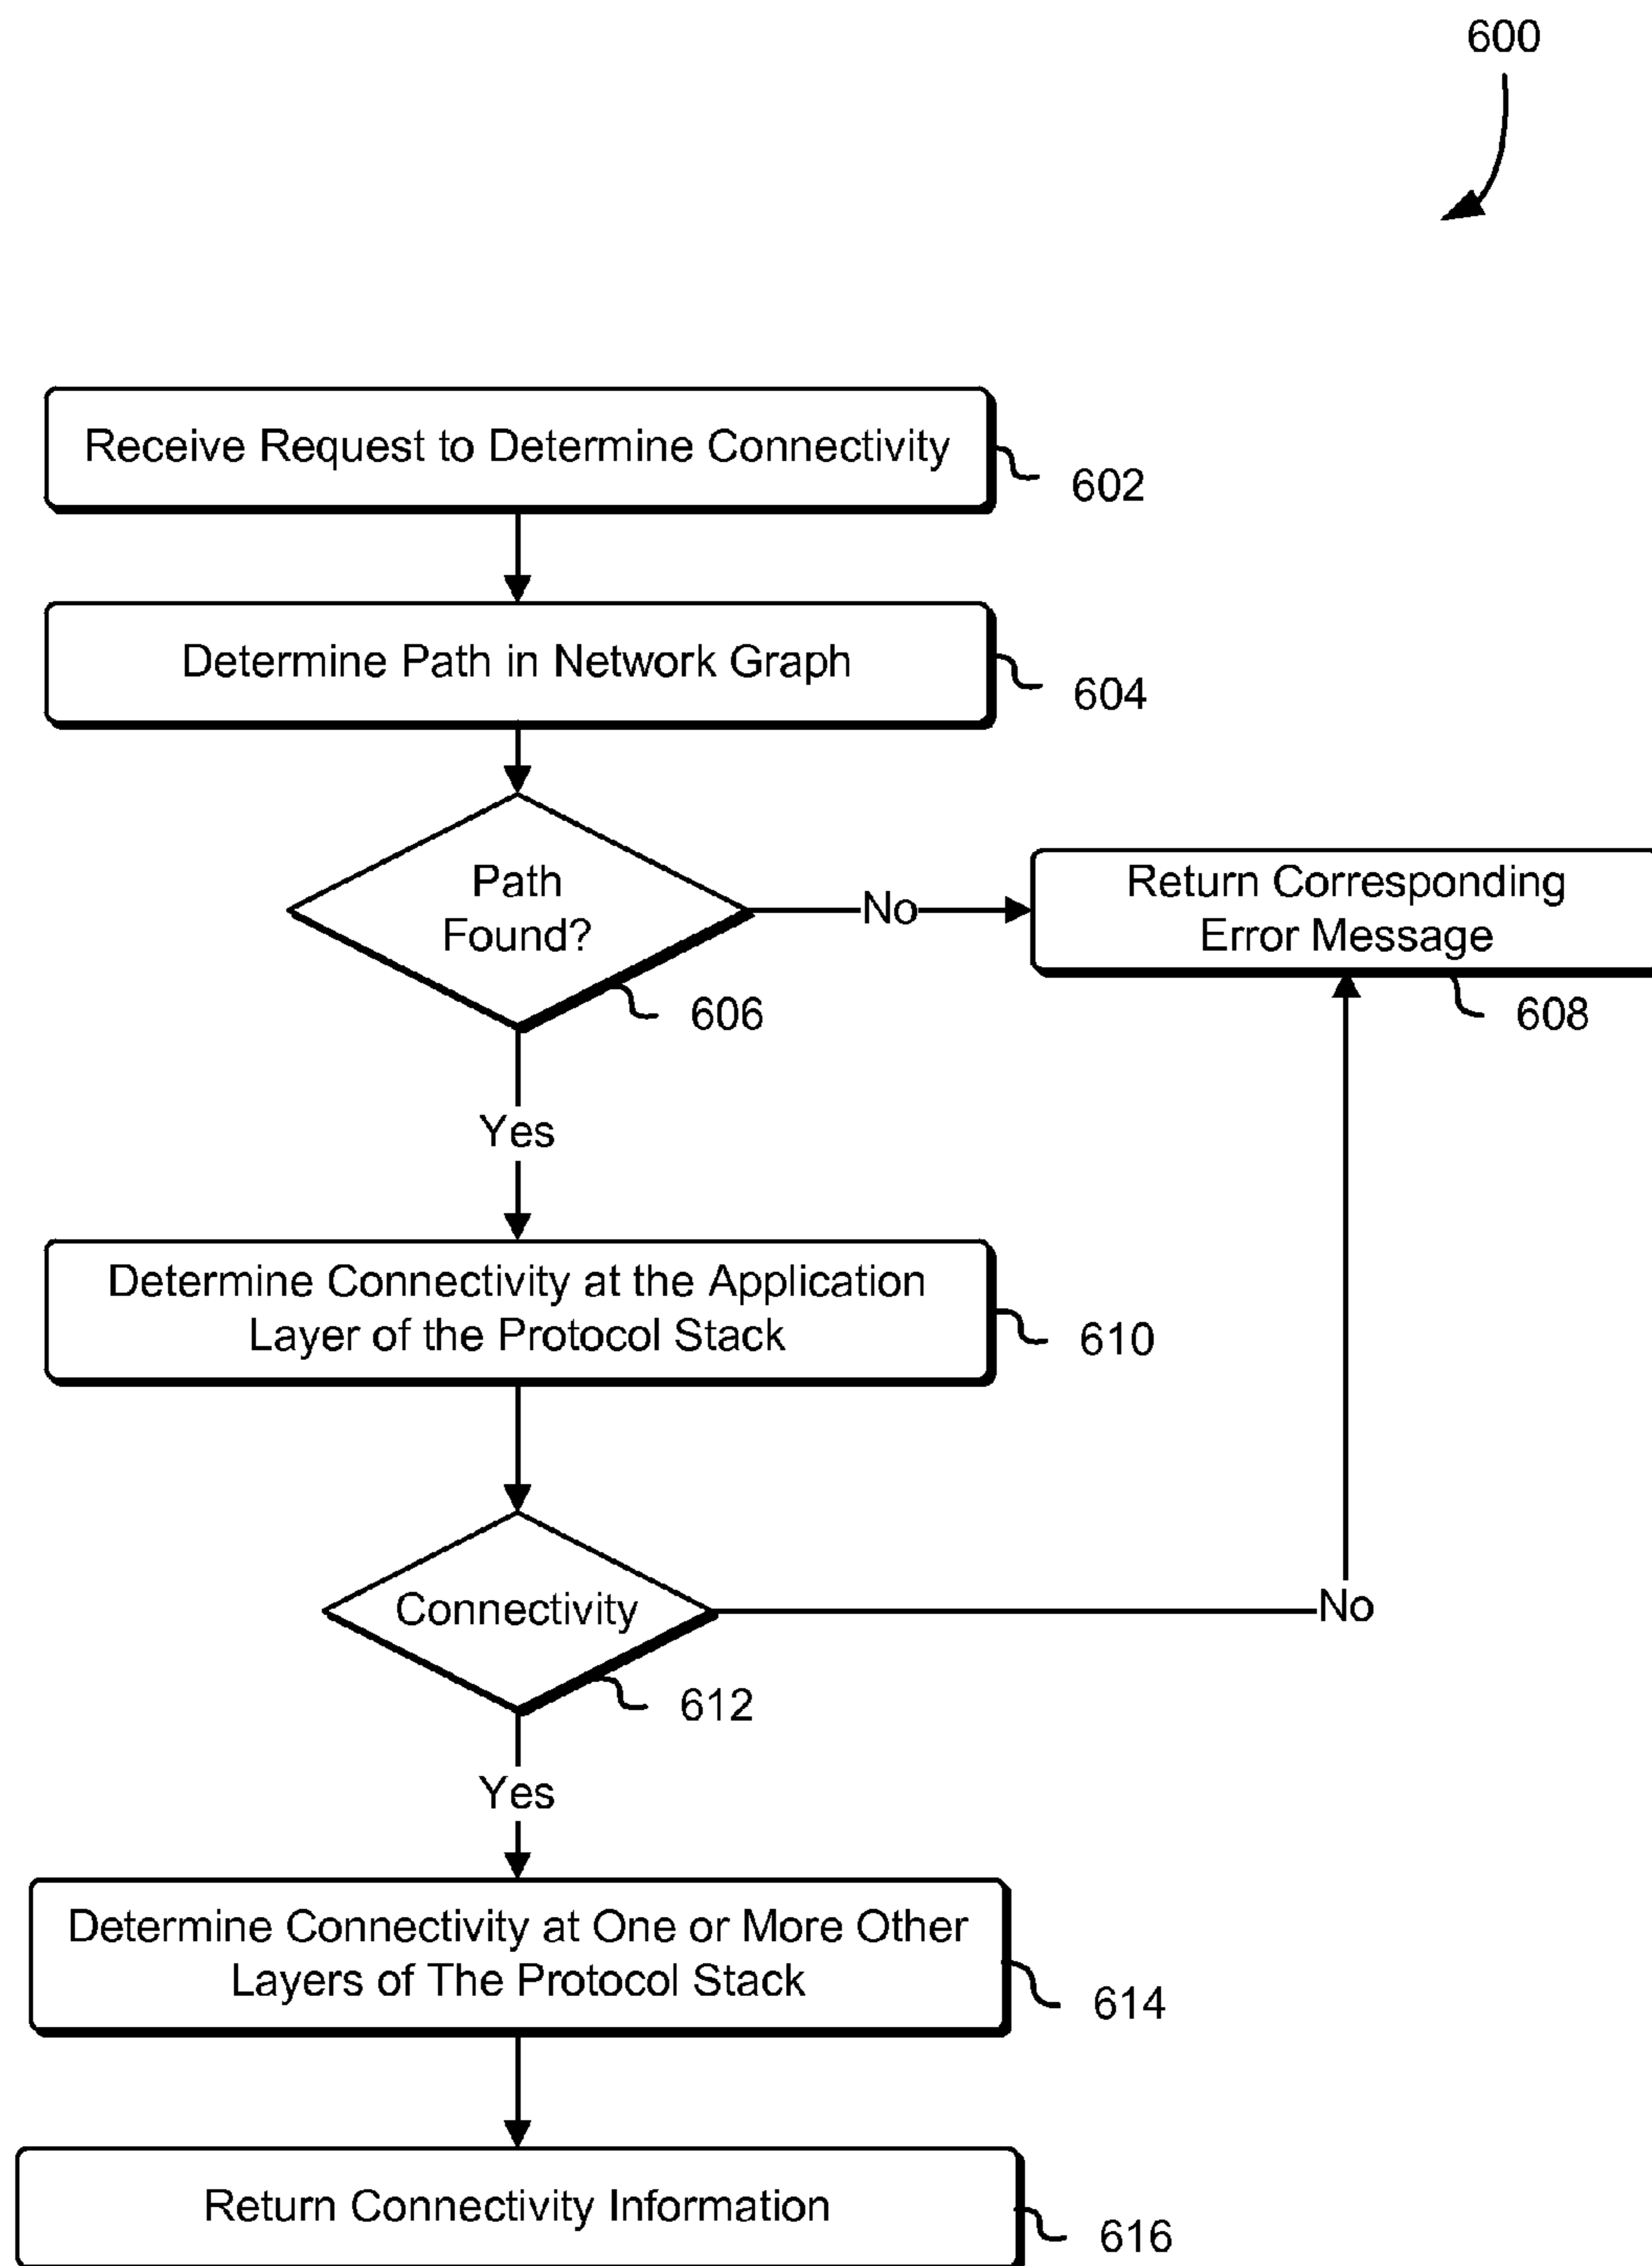 600
Receive Request to Determine Connectivity
602
Determine Path in Network Graph
604
Path
Found?
606
No
Return Corresponding
Error Message
608
Yes
Determine Connectivity at the Application
Layer of the Protocol Stack
610
Connectivity
612
No
Yes
Determine Connectivity at One or More Other
Layers of The Protocol Stack
614
Return Connectivity Information
616